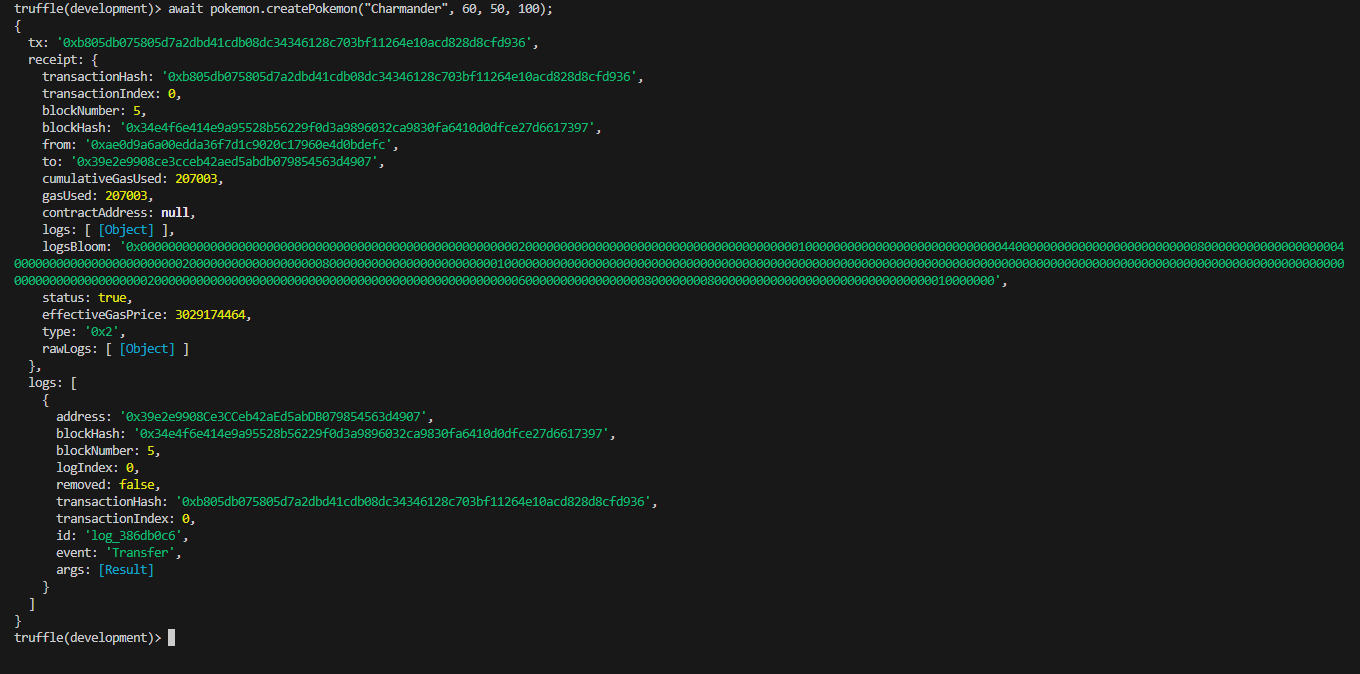 truffle(development)> await pokemon.createPokemon("Charmander", 60, 50, 100);
{
tx: '0xb805db075805d7a2dbd41cdb08dc34346128c703bf11264e10acd828d8cfd936',
receipt: {
transactionHash: '0xb805db075805d7a2dbd41cdb08dc34346128c703bf11264e10acd828d8cfd936',
transactionIndex: 0,
blockNumber: 5,
blockHash: '0x34e4f6e414e9a95528b56229f0d3a9896032ca9830fa6410d0dfce27d6617397',
from: '0xae0d9a6a00edda36f7d1c9020c17960e4d0bdefc',
to: '0x39e2e9908ce3cceb42aed5abdb079854563d4907',
cumulativeGasUsed: 207003,
gasUsed: 207003,
contractAddress: null,
logs: [ [Object] ],
logsBloom:
status: true,
effectiveGasPrice: 3029174464,
type: '0x2',
rawLogs: [ [Object] ]
},
logs: [
{
address: '0x39e2e9908Ce3CCeb42aEd5abDB079854563d4907',
blockHash: '0x34e4f6e414e9a95528b56229f0d3a9896032ca9830fa6410d0dfce27d6617397',
blockNumber: 5,
logIndex: 0,
removed: false,
transactionHash: '0xb805db075805d7a2dbd41cdb08dc34346128c703bf11264e10acd828d8cfd936',
transactionIndex: 0,
id: 'log_386db0c6',
event: 'Transfer',
args: [Result]
}
]
}
truffle(development)>